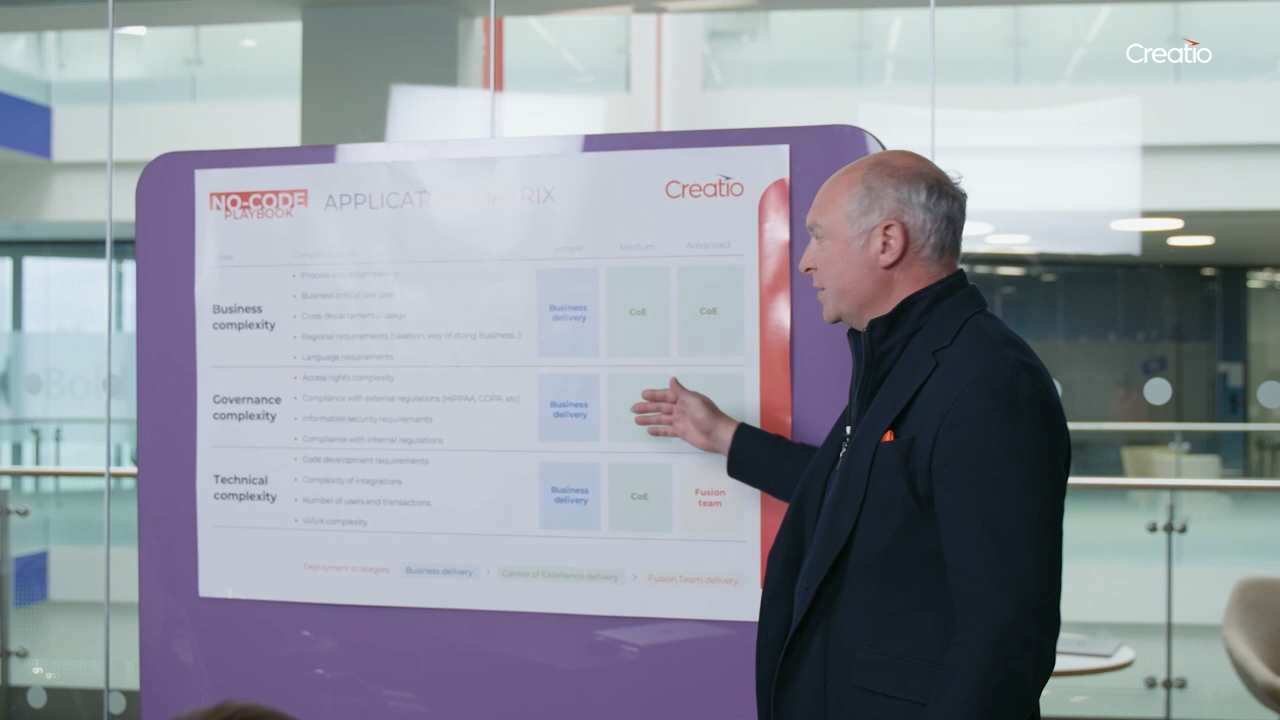 Creatio
NO-CODE
PLAYBOOK
APPLICAT RIX
Creatio
Simple Medium Advanced
Business
complexity
• Process
• Business critical use case
• Cross-departmental usage
• Regional requirements (taxation, way of doing business...)
• Language requirements
Business
delivery
CoE
CoE
Governance
complexity
• Access rights complexity
• Compliance with external regulations (HIPPAA, GDPR, etc)
• Information security requirements
• Compliance with internal regulations
Business
delivery
Technical
complexity
• Code development requirements
• Complexity of integrations
• Number of users and transactions
• UI/UX complexity
Business
delivery
CoE
Fusion
team
Deployment strategies: Business delivery > Center of Excellence delivery > Fusion Team delivery